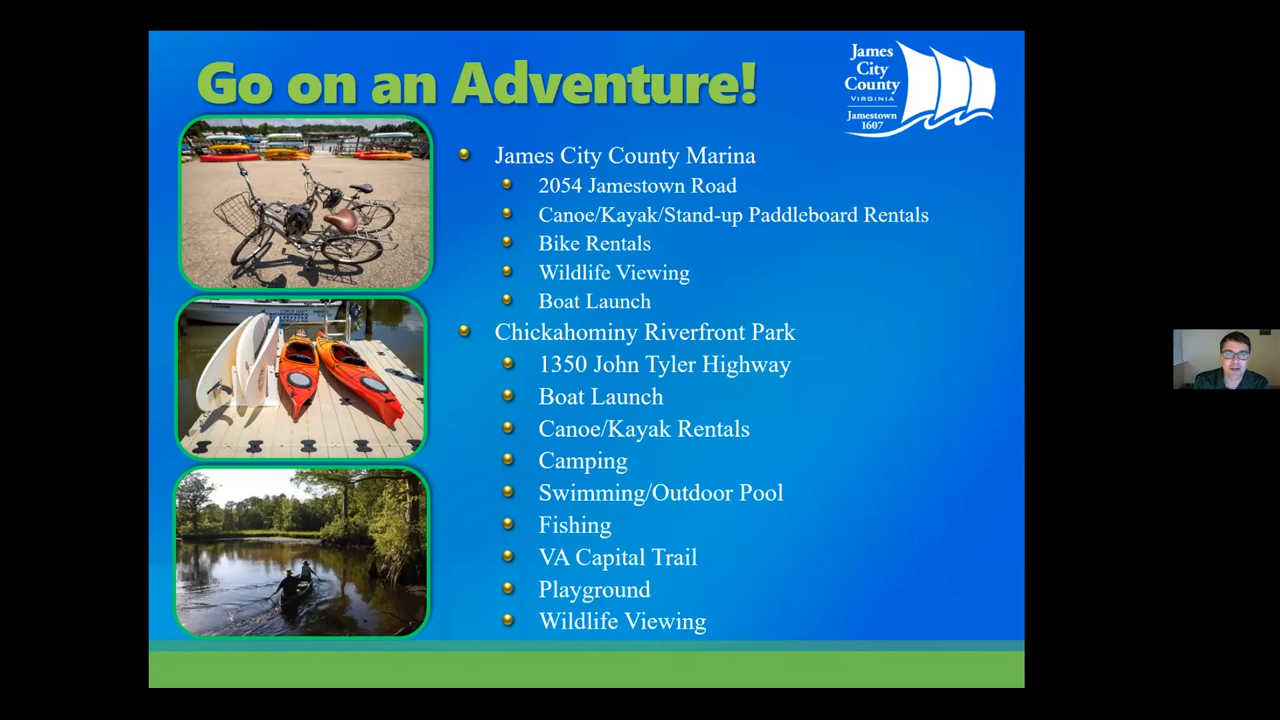 Go on an Adventure!
James
City
County
VIRGINIA
Jamestown
1607
James City County Marina
2054 Jamestown Road
Canoe/Kayak/Stand-up Paddleboard Rentals
Bike Rentals
Wildlife Viewing
Boat Launch
Chickahominy Riverfront Park
1350 John Tyler Highway
Boat Launch
Canoe/Kayak Rentals
Camping
Swimming/Outdoor Pool
Fishing
VA Capital Trail
Playground
Wildlife Viewing